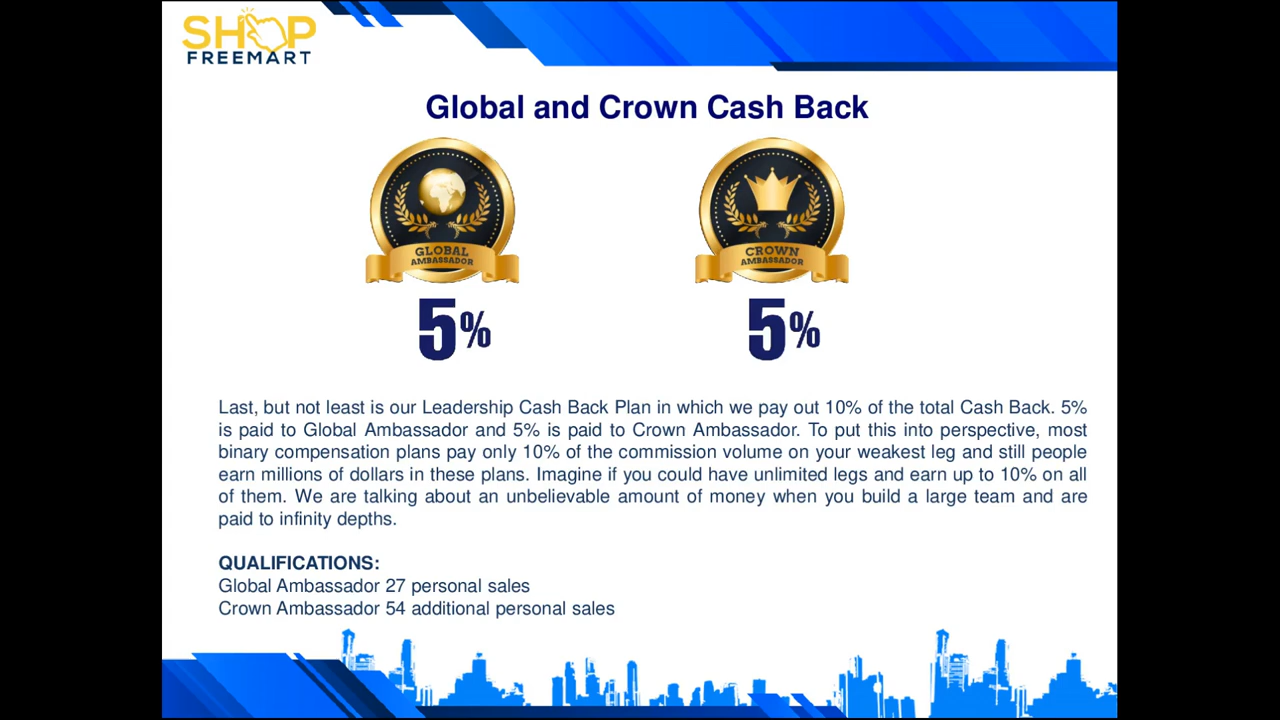 SHOP
FREEMART
Global and Crown Cash Back
GLOBAL
AMBASSADOR
CROWN
AMBASSADOR
5%
5%
Last, but not least is our Leadership Cash Back Plan in which we pay out 10% of the total Cash Back. 5%
is paid to Global Ambassador and 5% is paid to Crown Ambassador. To put this into perspective, most
binary compensation plans pay only 10% of the commission volume on your weakest leg and still people
earn millions of dollars in these plans. Imagine if you could have unlimited legs and earn up to 10% on all
of them. We are talking about an unbelievable amount of money when you build a large team and are
paid to infinity depths.
QUALIFICATIONS:
Global Ambassador 27 personal sales
Crown Ambassador 54 additional personal sales